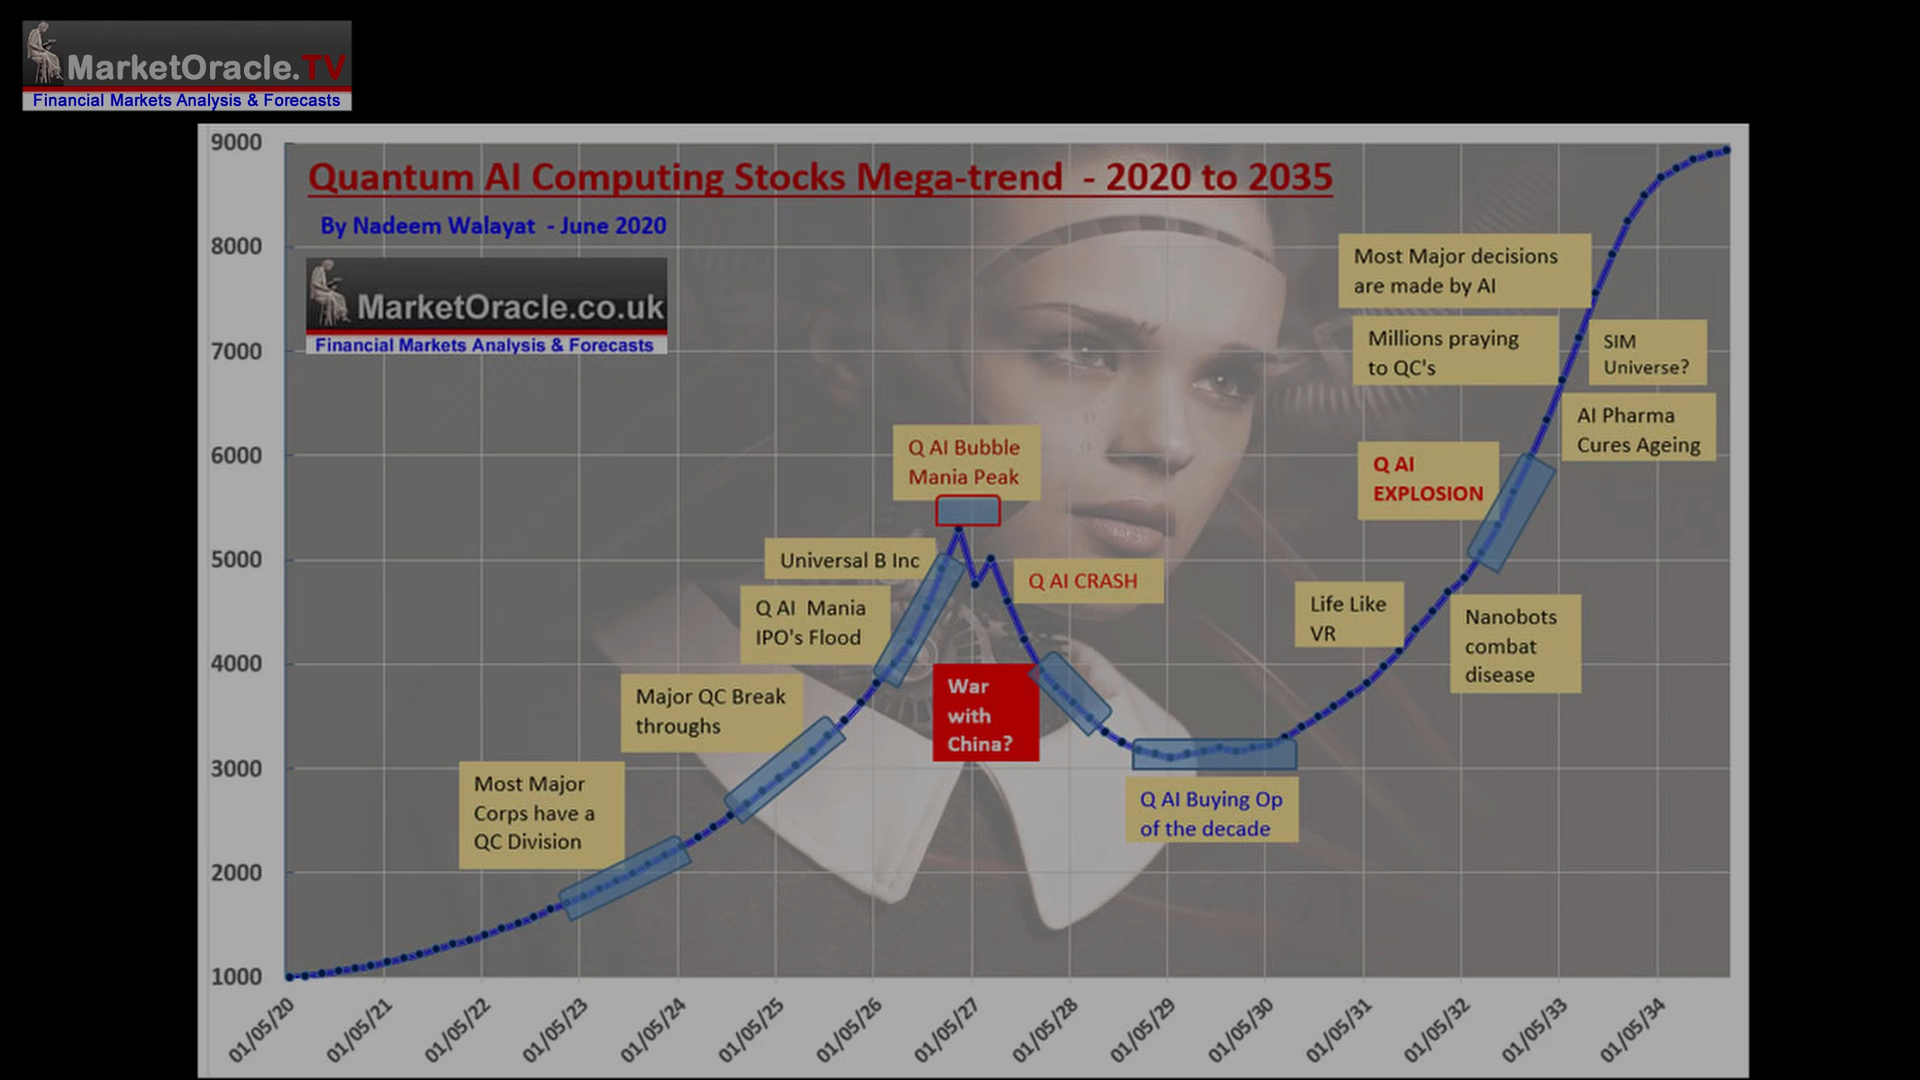 MarketOracle.TV
Financial Markets Analysis & Forecasts
Quantum AI Computing Stocks Mega-trend - 2020 to 2035
By Nadeem Walayat - June 2020
MarketOracle.co.uk
Financial Markets Analysis & Forecasts
9000
8000
7000
6000
5000
4000
3000
2000
1000
Most Major decisions
are made by AI
Millions praying
to QC's
SIM
Universe?
AI Pharma
Cures Ageing
Q AI
EXPLOSION
Q AI Bubble
Mania Peak
Universal B Inc
Q AI CRASH
Q AI Mania
IPO's Flood
Life Like
VR
Nanobots
combat
disease
Major QC Break
throughs
War
with
China?
Most Major
Corps have a
QC Division
Q AI Buying Op
of the decade
01/05/20
01/05/21
01/05/22
01/05/23
01/05/24
01/05/25
01/05/26
01/05/27
01/05/28
01/05/29
01/05/30
01/05/31
01/05/32
01/05/33
01/05/34